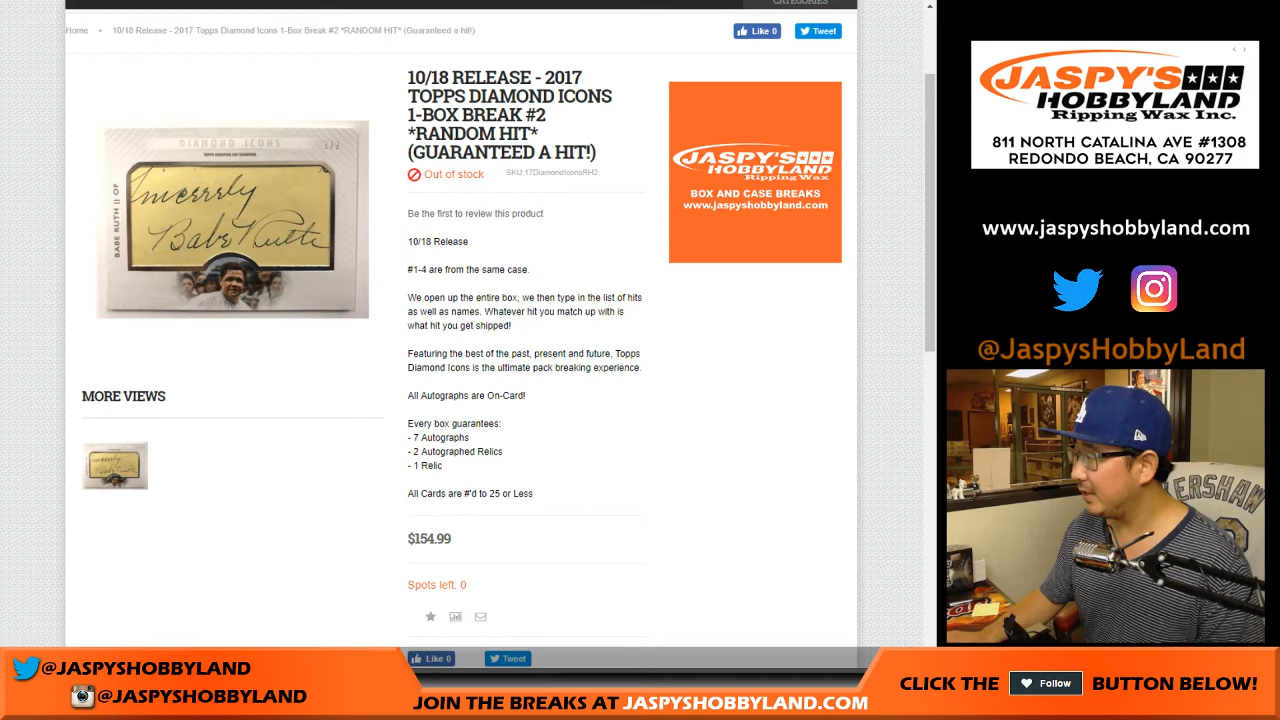 CATEGORIES
Home • 10/18 Release - 2017 Topps Diamond Icons 1-Box Break #2 *RANDOM HIT* (Guaranteed a hit!)
Like 0
Tweet
10/18 RELEASE - 2017
TOPPS DIAMOND ICONS
1-BOX BREAK #2
*RANDOM HIT*
(GUARANTEED A HIT!)
Out of stock
SKU:17DiamondIconsRH2
Be the first to review this product
10/18 Release
#1-4 are from the same case.
We open up the entire box, we then type in the list of hits
as well as names. Whatever hit you match up with is
what hit you get shipped!
Featuring the best of the past, present and future, Topps
Diamond Icons is the ultimate pack breaking experience.
All Autographs are On-Card!
Every box guarantees:
- 7 Autographs
- 2 Autographed Relics
- 1 Relic
All Cards are #'d to 25 or Less
$154.99
Spots left: 0
Like 0
Tweet
DIAMOND ICONS
1/1
BABE RUTH
Sincerely
Babe Ruth
MORE VIEWS
Sincerely
JASPY'S
HOBBYLAND
Ripping Wax
BOX AND CASE BREAKS
www.jaspyshobbyland.com
JASPY'S
HOBBYLAND
Ripping Wax Inc.
811 NORTH CATALINA AVE #1308
REDONDO BEACH, CA 90277
www.jaspyshobbyland.com
@JaspysHobbyLand
ERSHAW
@JASPYSHOBBYLAND
@JASPYSHOBBYLAND
JOIN THE BREAKS AT JASPYSHOBBYLAND.COM
CLICK THE Follow BUTTON BELOW!